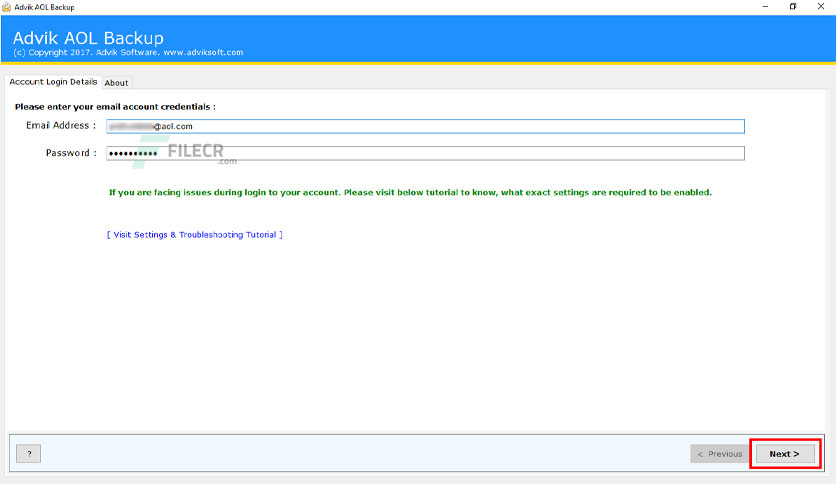 Advik AOL Backup
Advik AOL Backup
(c) Copyright 2017. Advik Software. www.adviksoft.com
Account Login Details About
Please enter your email account credentials :
Email Address : @aol.com
Password : ●●●●●●●●●●
FILECR
.com
If you are facing issues during login to your account. Please visit below tutorial to know, what exact settings are required to be enabled.
[ Visit Settings & Troubleshooting Tutorial ]
? < Previous Next >